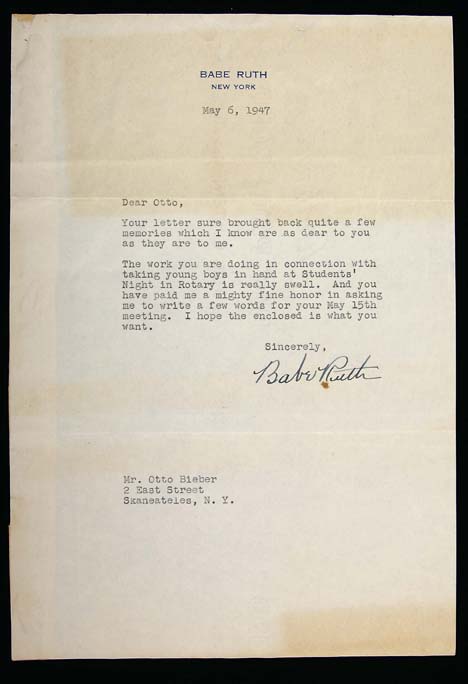 BABE RUTH
NEW YORK
May 6, 1947
Dear Otto,
Your letter sure brought back quite a few
memories which I know are as dear to you
as they are to me.
The work you are doing in connection with
taking young boys in hand at Students'
Night in Rotary is really swell. And you
have paid me a mighty fine honor in asking
me to write a few words for your May 15th
meeting. I hope the enclosed is what you
want.
Sincerely,
Babe Ruth
Mr. Otto Bieber
2 East Street
Skaneateles, N. Y.